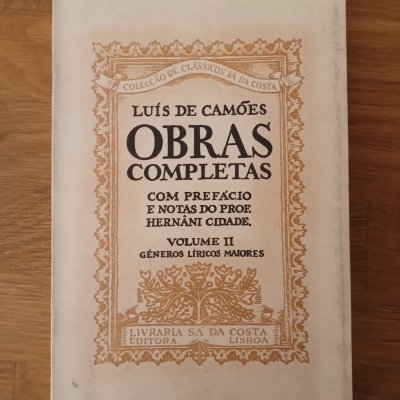 COLECÇÃO DE CLÁSSICOS SÁ DA COSTA
LUÍS DE CAMÕES
OBRAS
COMPLETAS
COM PREFÁCIO
E NOTAS DO PROF.
HERNÂNI CIDADE.
VOLUME II
GÉNEROS LÍRICOS MAIORES
LIVRARIA SÁ DA COSTA
EDITORA LISBOA